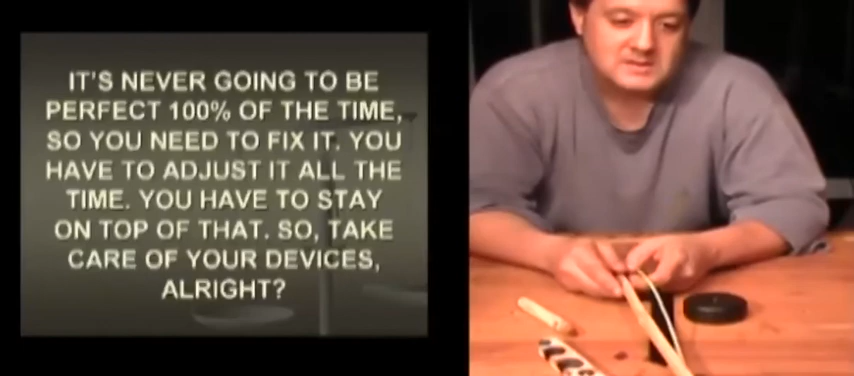 IT'S NEVER GOING TO BE
PERFECT 100% OF THE TIME,
SO YOU NEED TO FIX IT. YOU
HAVE TO ADJUST IT ALL THE
TIME. YOU HAVE TO STAY
ON TOP OF THAT. SO, TAKE
CARE OF YOUR DEVICES,
ALRIGHT?